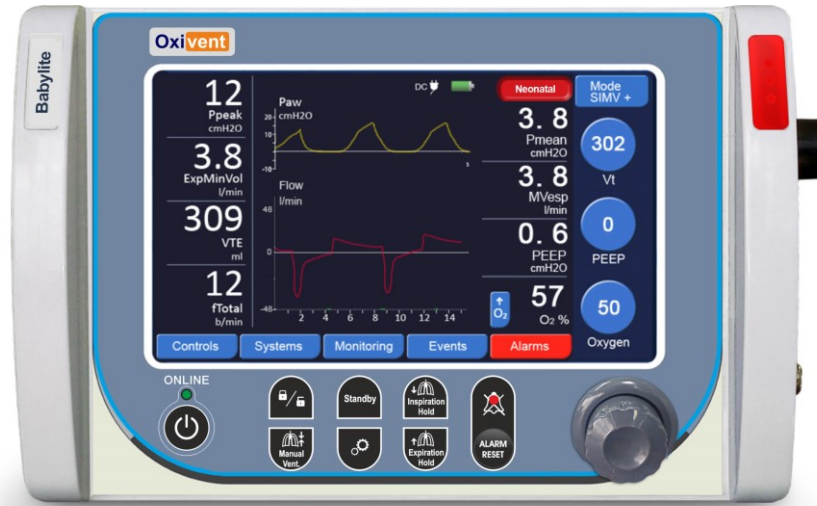 Babylite
Oxivent
12
Ppeak
cmH2O
3.8
ExpMinVol
l/min
309
VTE
ml
12
fTotal
b/min
Paw
cmH2O
20
10
0
-10
s
Flow
l/min
48
0
-48
2 4 6 8 10 12 14
DC
Neonatal
3. 8
Pmean
cmH2O
3. 8
MVesp
l/min
0. 6
PEEP
cmH2O
O2
57
O2 %
Mode
SIMV +
302
Vt
0
PEEP
50
Oxygen
Controls
Systems
Monitoring
Events
Alarms
ONLINE
Standby
Inspiration
Hold
Manual
Vent.
Expiration
Hold
ALARM
RESET